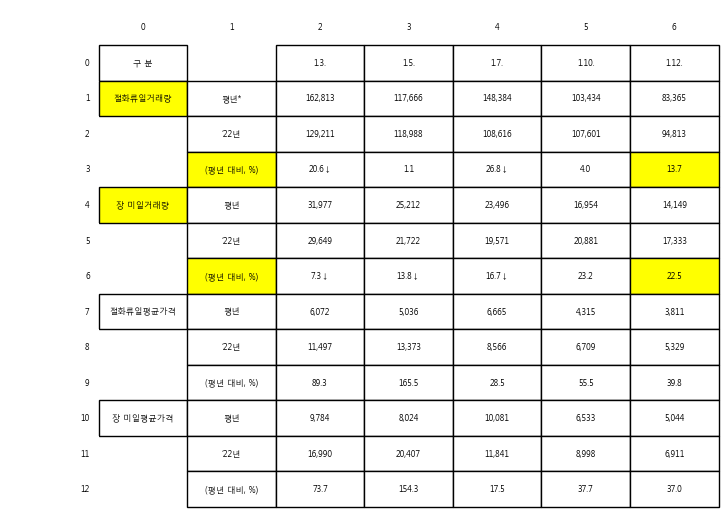 0 1 2 3 4 5 6
0 구 분 1.3. 1.5. 1.7. 1.10. 1.12.
1 절화류일거래량 평년* 162,813 117,666 148,384 103,434 83,365
2 '22년 129,211 118,988 108,616 107,601 94,813
3 (평년 대비, %) 20.6↓ 1.1 26.8↓ 4.0 13.7
4 장 미일거래량 평년 31,977 25,212 23,496 16,954 14,149
5 '22년 29,649 21,722 19,571 20,881 17,333
6 (평년 대비, %) 7.3↓ 13.8↓ 16.7↓ 23.2 22.5
7 절화류일평균가격 평년 6,072 5,036 6,665 4,315 3,811
8 '22년 11,497 13,373 8,566 6,709 5,329
9 (평년 대비, %) 89.3 165.5 28.5 55.5 39.8
10 장 미일평균가격 평년 9,784 8,024 10,081 6,533 5,044
11 '22년 16,990 20,407 11,841 8,998 6,911
12 (평년 대비, %) 73.7 154.3 17.5 37.7 37.0